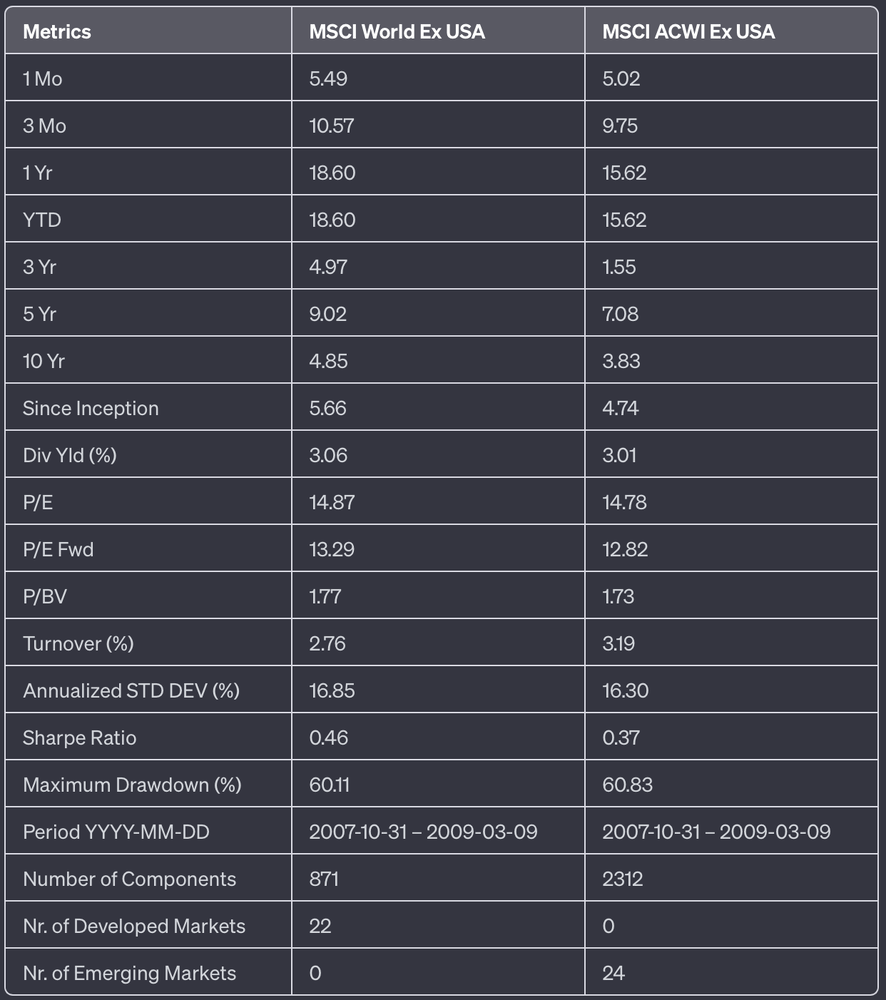 Metrics MSCI World Ex USA MSCI ACWI Ex USA
1 Mo 5.49 5.02
3 Mo 10.57 9.75
1 Yr 18.60 15.62
YTD 18.60 15.62
3 Yr 4.97 1.55
5 Yr 9.02 7.08
10 Yr 4.85 3.83
Since Inception 5.66 4.74
Div Yld (%) 3.06 3.01
P/E 14.87 14.78
P/E Fwd 13.29 12.82
P/BV 1.77 1.73
Turnover (%) 2.76 3.19
Annualized STD DEV (%) 16.85 16.30
Sharpe Ratio 0.46 0.37
Maximum Drawdown (%) 60.11 60.83
Period YYYY-MM-DD 2007-10-31 – 2009-03-09 2007-10-31 – 2009-03-09
Number of Components 871 2312
Nr. of Developed Markets 22 0
Nr. of Emerging Markets 0 24